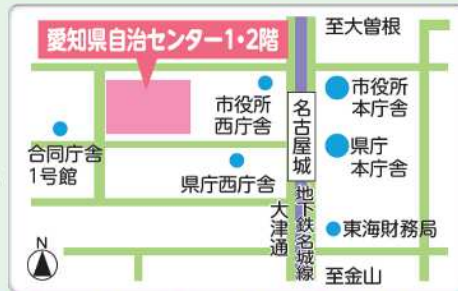 愛知県自治センター1・2階
至大曽根
市役所
西庁舎
市役所
本庁舎
名古屋城
合同庁舎
1号館
県庁西庁舎
県庁
本庁舎
大津通
地下鉄名城線
東海財務局
N
至金山